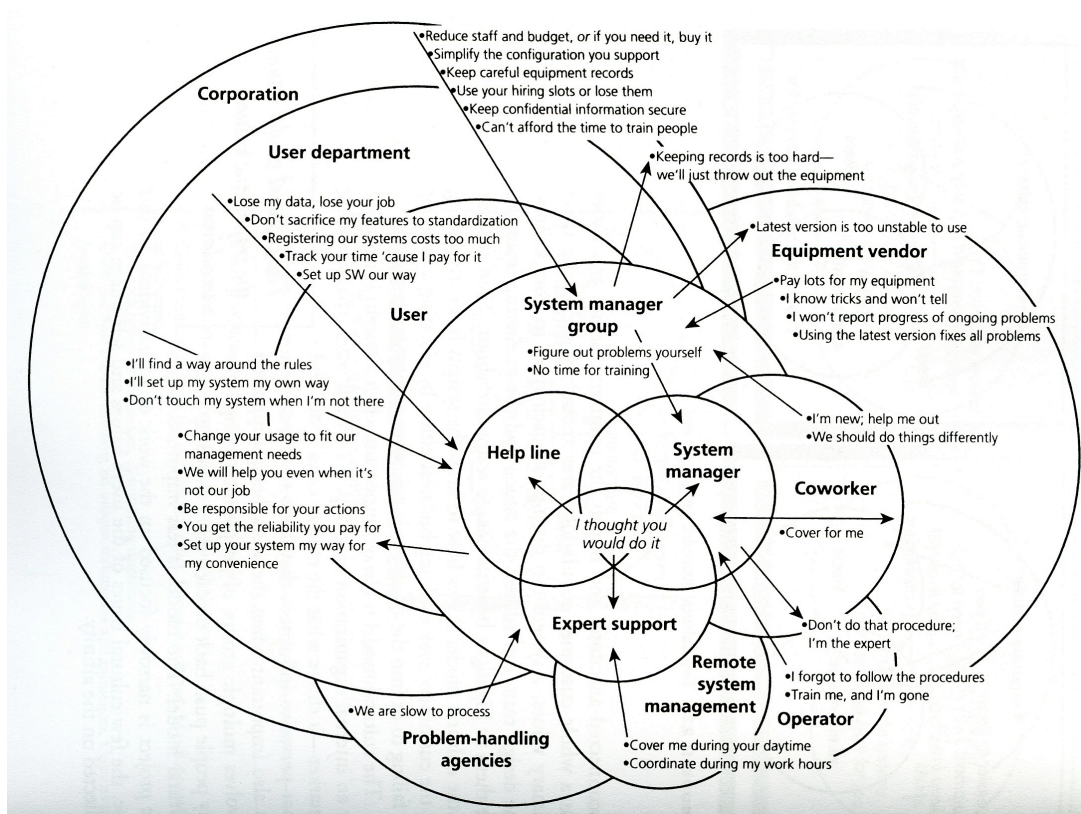 •Reduce staff and budget, or if you need it, buy it
•Simplify the configuration you support
•Keep careful equipment records
•Use your hiring slots or lose them
•Keep confidential information secure
•Can't afford the time to train people
Corporation
User department
•Keeping records is too hard—
we'll just throw out the equipment
•Lose my data, lose your job
•Don't sacrifice my features to standardization
•Registering our systems costs too much
•Track your time 'cause I pay for it
•Set up SW our way
•Latest version is too unstable to use
Equipment vendor
•Pay lots for my equipment
•I know tricks and won't tell
•I won't report progress of ongoing problems
•Using the latest version fixes all problems
User
System manager
group
•Figure out problems yourself
•No time for training
•I'll find a way around the rules
•I'll set up my system my own way
•Don't touch my system when I'm not there
•I'm new; help me out
•We should do things differently
•Change your usage to fit our
management needs
•We will help you even when it's
not our job
•Be responsible for your actions
•You get the reliability you pay for
•Set up your system my way for
my convenience
Help line
System
manager
Coworker
I thought you
would do it
•Cover for me
Expert support
•Don't do that procedure;
I'm the expert
Remote
system
management
•I forgot to follow the procedures
•Train me, and I'm gone
Operator
•We are slow to process
Problem-handling
agencies
•Cover me during your daytime
•Coordinate during my work hours